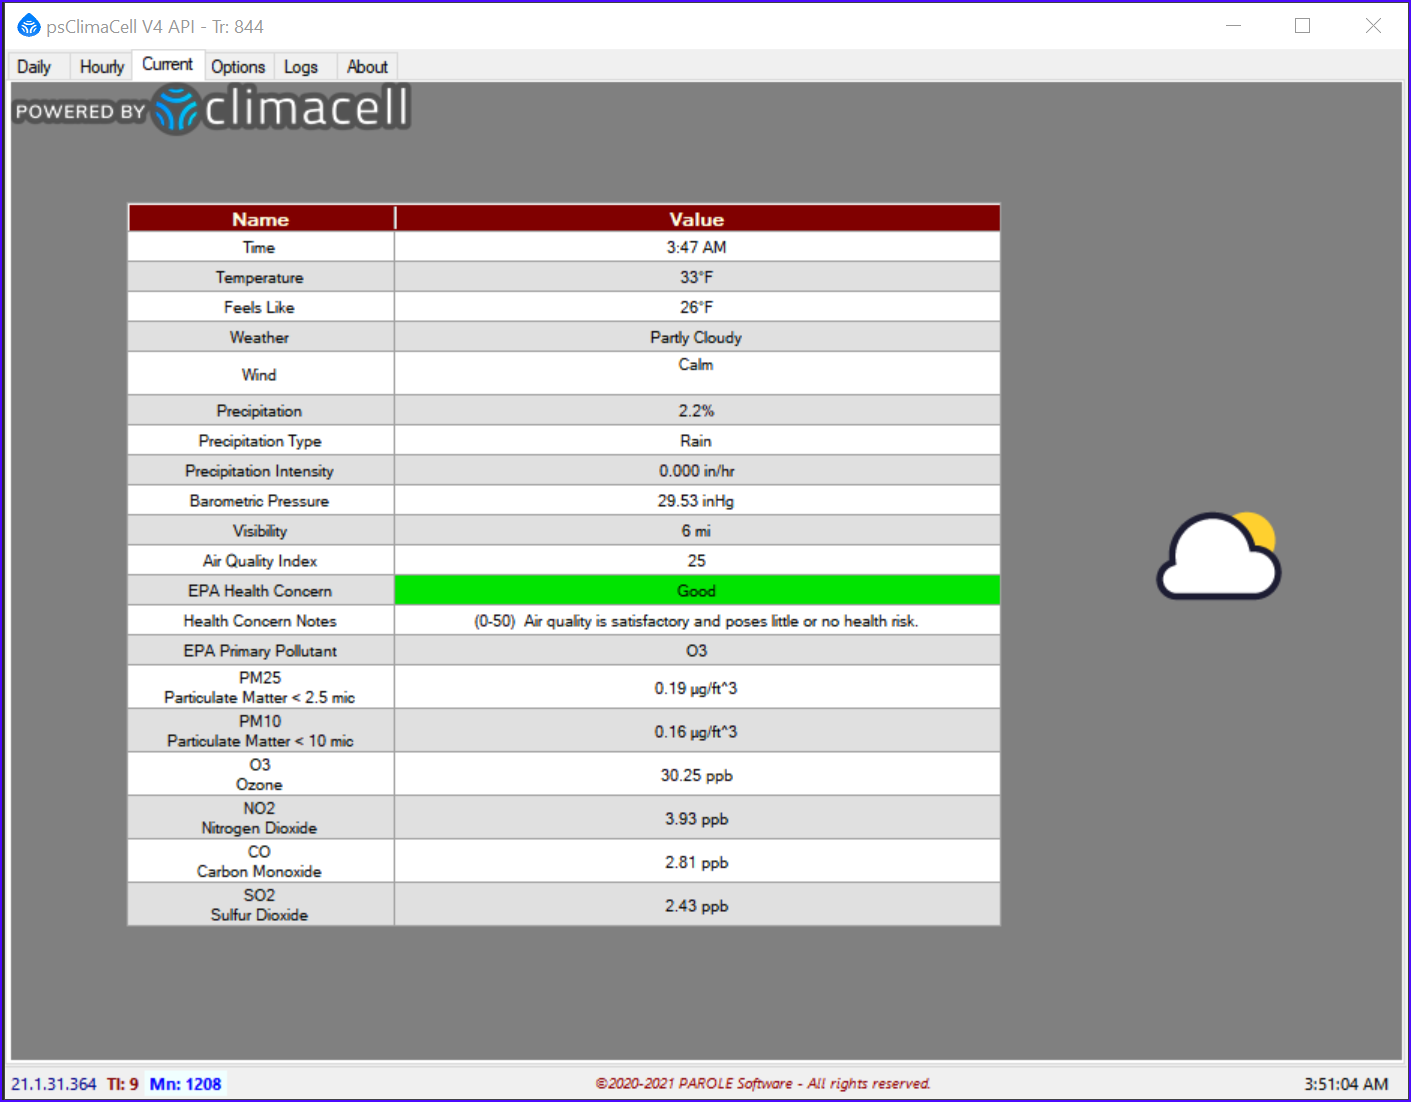 psClimaCell V4 API - Tr: 844
Daily Hourly Current Options Logs About
POWERED BY climacell
Name Value
Time 3:47 AM
Temperature 33°F
Feels Like 26°F
Weather Partly Cloudy
Wind Calm
Precipitation 2.2%
Precipitation Type Rain
Precipitation Intensity 0.000 in/hr
Barometric Pressure 29.53 inHg
Visibility 6 mi
Air Quality Index 25
EPA Health Concern Good
Health Concern Notes (0-50)  Air quality is satisfactory and poses little or no health risk.
EPA Primary Pollutant O3
PM25
Particulate Matter < 2.5 mic 0.19 µg/ft^3
PM10
Particulate Matter < 10 mic 0.16 µg/ft^3
O3
Ozone 30.25 ppb
NO2
Nitrogen Dioxide 3.93 ppb
CO
Carbon Monoxide 2.81 ppb
SO2
Sulfur Dioxide 2.43 ppb
21.1.31.364 TI: 9 Mn: 1208 ©2020-2021 PAROLE Software - All rights reserved. 3:51:04 AM